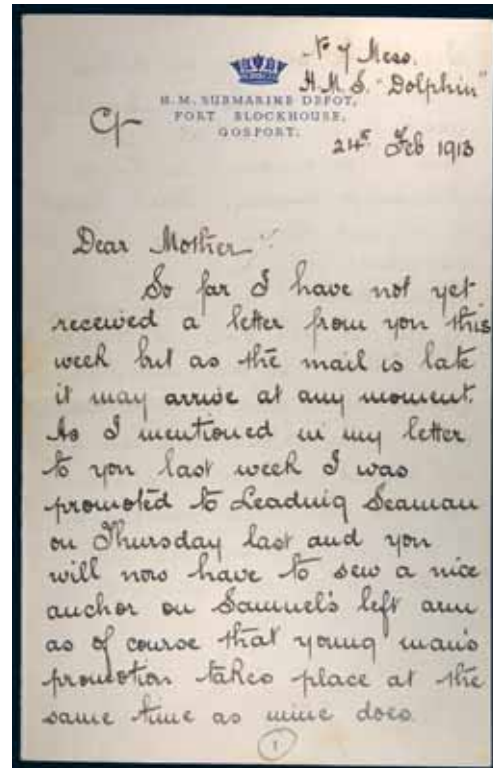 Nº 7 Mess.
H.M.S. "Dolphin"
H.M. SUBMARINE DEPOT,
FORT BLOCKHOUSE,
GOSPORT.
24th Feb 1913
Dear Mother
So far I have not yet
received a letter from you this
week but as the mail is late
it may arrive at any moment.
As I mentioned in my letter
to you last week I was
promoted to Leading Seaman
on Thursday last and you
will now have to sew a nice
anchor on Samuel's left arm
as of course that young man's
promotion takes place at the
same time as mine does
1